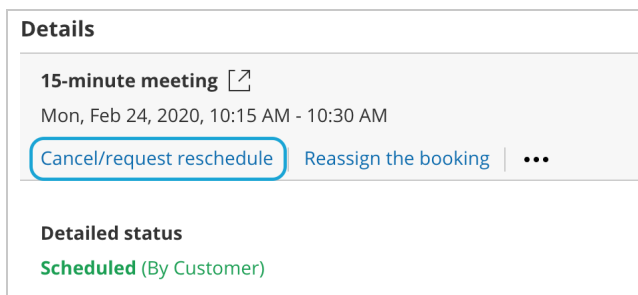 Details
15-minute meeting
Mon, Feb 24, 2020, 10:15 AM - 10:30 AM
Cancel/request reschedule Reassign the booking •••
Detailed status
Scheduled (By Customer)